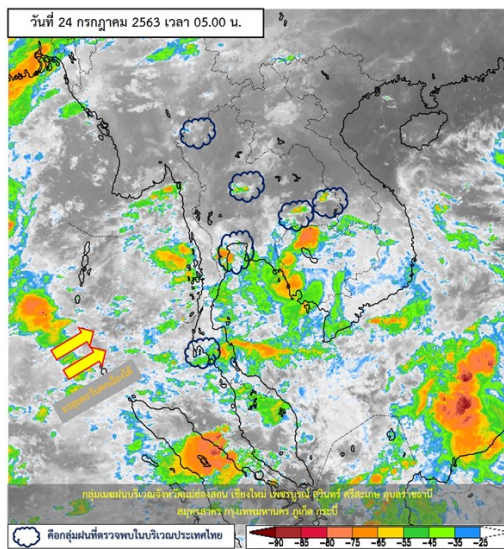 วันที่ 24 กรกฎาคม 2563 เวลา 05.00 น.
มรสุมตะวันตกเฉียงใต้
กลุ่มเมฆฝนบริเวณจังหวัดแม่ฮ่องสอน เชียงใหม่ เพชรบูรณ์ สุรินทร์ ศรีสะเกษ อุบลราชธานี
สมุทรสาคร กรุงเทพมหานคร ภูเก็ต กระบี่
คือกลุ่มฝนที่ตรวจพบในบริเวณประเทศไทย
-90 -85 -80 -75 -65 -55 -45 -35 -25